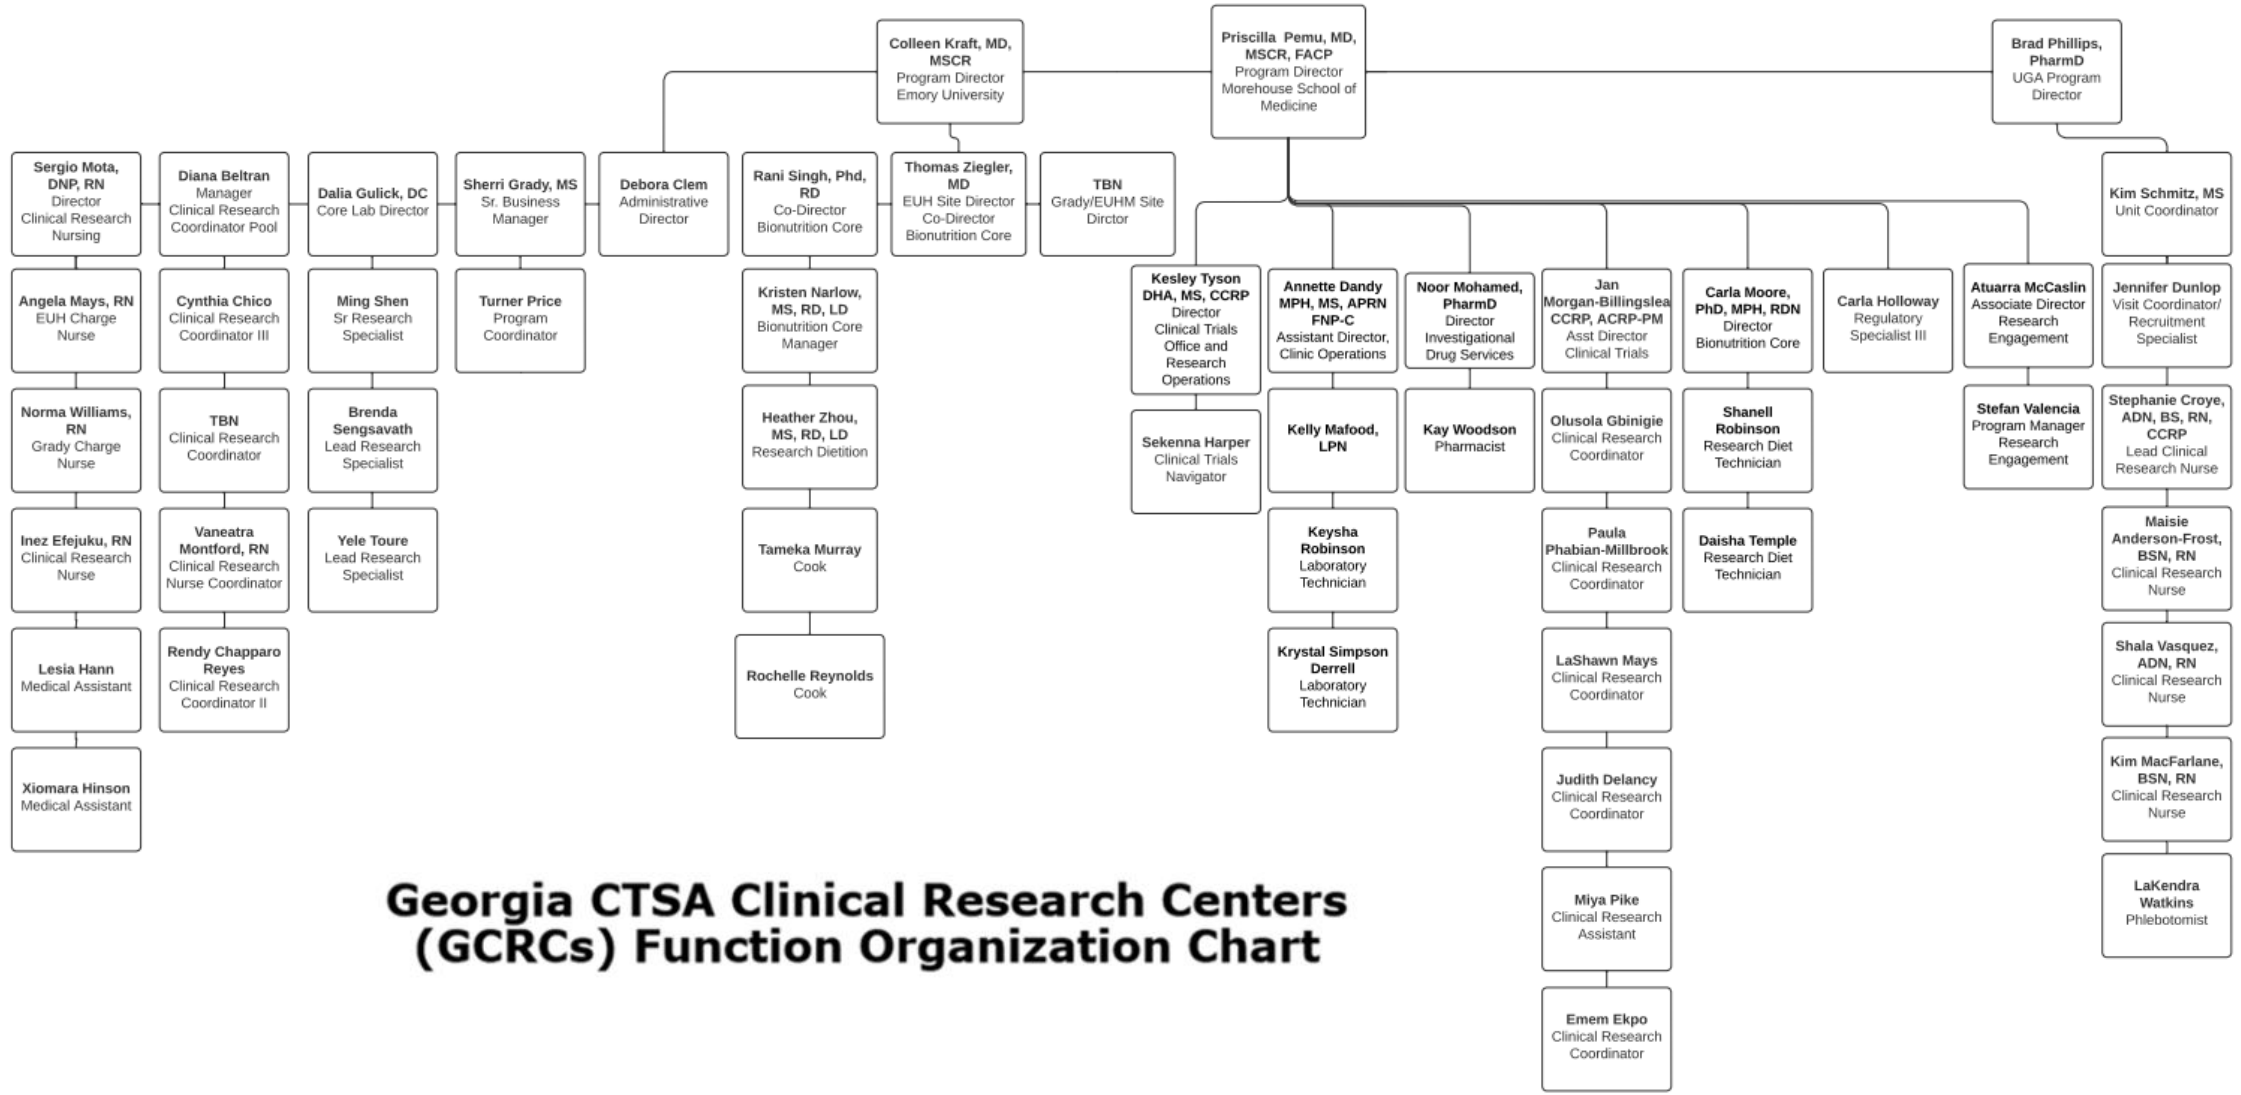 Colleen Kraft, MD,
MSCR
Program Director
Emory University
Priscilla Pemu, MD,
MSCR, FACP
Program Director
Morehouse School of
Medicine
Brad Phillips,
PharmD
UGA Program
Director
Sergio Mota,
DNP, RN
Director
Clinical Research
Nursing
Diana Beltran
Manager
Clinical Research
Coordinator Pool
Dalia Gulick, DC
Core Lab Director
Sherri Grady, MS
Sr. Business
Manager
Debora Clem
Administrative
Director
Rani Singh, Phd,
RD
Co-Director
Bionutrition Core
Thomas Ziegler,
MD
EUH Site Director
Co-Director
Bionutrition Core
TBN
Grady/EUHM Site
Dirctor
Kim Schmitz, MS
Unit Coordinator
Angela Mays, RN
EUH Charge
Nurse
Cynthia Chico
Clinical Research
Coordinator III
Ming Shen
Sr Research
Specialist
Turner Price
Program
Coordinator
Kristen Narlow,
MS, RD, LD
Bionutrition Core
Manager
Kesley Tyson
DHA, MS, CCRP
Director
Clinical Trials
Office and
Research
Operations
Annette Dandy
MPH, MS, APRN
FNP-C
Assistant Director,
Clinic Operations
Noor Mohamed,
PharmD
Director
Investigational
Drug Services
Jan
Morgan-Billingslea
CCRP, ACRP-PM
Asst Director
Clinical Trials
Carla Moore,
PhD, MPH, RDN
Director
Bionutrition Core
Carla Holloway
Regulatory
Specialist III
Atuarra McCaslin
Associate Director
Research
Engagement
Jennifer Dunlop
Visit Coordinator/
Recruitment
Specialist
Norma Williams,
RN
Grady Charge
Nurse
TBN
Clinical Research
Coordinator
Brenda
Sengsavath
Lead Research
Specialist
Heather Zhou,
MS, RD, LD
Research Dietition
Sekenna Harper
Clinical Trials
Navigator
Kelly Mafood,
LPN
Kay Woodson
Pharmacist
Olusola Gbinigie
Clinical Research
Coordinator
Shanell
Robinson
Research Diet
Technician
Stefan Valencia
Program Manager
Research
Engagement
Stephanie Croye,
ADN, BS, RN,
CCRP
Lead Clinical
Research Nurse
Inez Efejuku, RN
Clinical Research
Nurse
Vaneatra
Montford, RN
Clinical Research
Nurse Coordinator
Yele Toure
Lead Research
Specialist
Tameka Murray
Cook
Keysha
Robinson
Laboratory
Technician
Paula
Phabian-Millbrook
Clinical Research
Coordinator
Daisha Temple
Research Diet
Technician
Maisie
Anderson-Frost,
BSN, RN
Clinical Research
Nurse
Lesia Hann
Medical Assistant
Rendy Chapparo
Reyes
Clinical Research
Coordinator II
Rochelle Reynolds
Cook
Krystal Simpson
Derrell
Laboratory
Technician
LaShawn Mays
Clinical Research
Coordinator
Shala Vasquez,
ADN, RN
Clinical Research
Nurse
Xiomara Hinson
Medical Assistant
Judith Delancy
Clinical Research
Coordinator
Kim MacFarlane,
BSN, RN
Clinical Research
Nurse
Miya Pike
Clinical Research
Assistant
LaKendra
Watkins
Phlebotomist
Emem Ekpo
Clinical Research
Coordinator
Georgia CTSA Clinical Research Centers
(GCRCs) Function Organization Chart